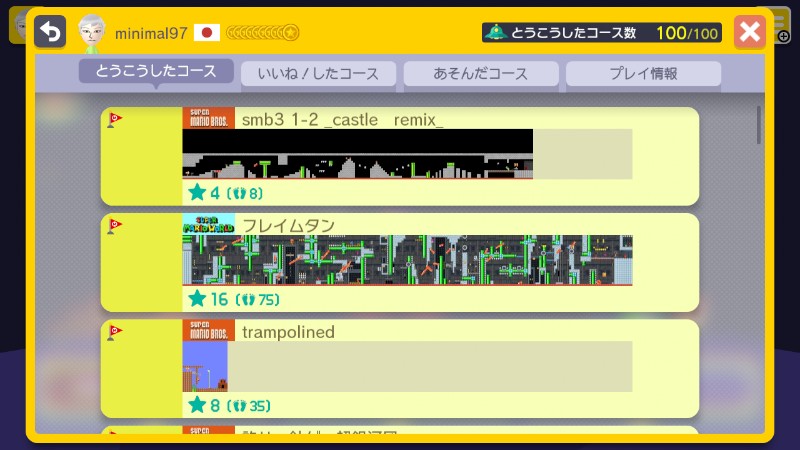 minimal97
とうこうしたコース数 100/100
とうこうしたコース
いいね!したコース
あそんだコース
プレイ情報
SUPER MARIO BROS.
smb3 1-2 _castle remix_
4 (8)
SUPER MARIO WORLD
フレイムタン
16 (75)
SUPER MARIO BROS.
trampolined
8 (35)
SUPER